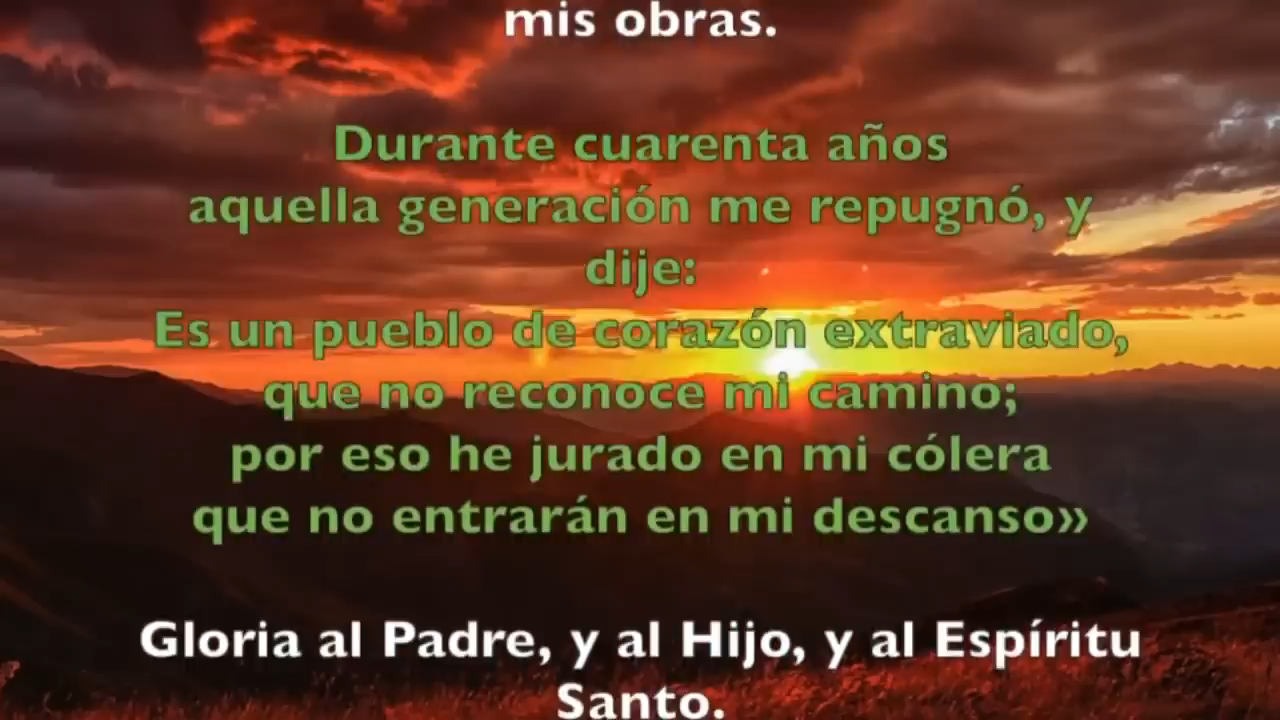 mis obras.
Durante cuarenta años
aquella generación me repugnó, y
dije:
Es un pueblo de corazón extraviado,
que no reconoce mi camino;
por eso he jurado en mi cólera
que no entrarán en mi descanso»
Gloria al Padre, y al Hijo, y al Espíritu
Santo.